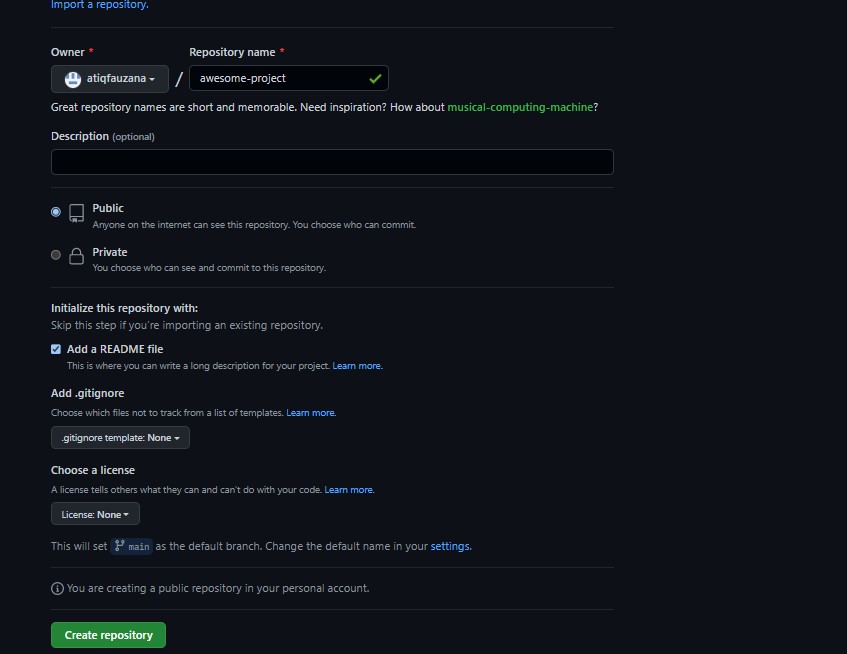 Import a repository.
Owner * Repository name *
atiqfauzana / awesome-project
Great repository names are short and memorable. Need inspiration? How about musical-computing-machine?
Description (optional)
Public
Anyone on the internet can see this repository. You choose who can commit.
Private
You choose who can see and commit to this repository.
Initialize this repository with:
Skip this step if you're importing an existing repository.
Add a README file
This is where you can write a long description for your project. Learn more.
Add .gitignore
Choose which files not to track from a list of templates. Learn more.
.gitignore template: None
Choose a license
A license tells others what they can and can't do with your code. Learn more.
License: None
This will set main as the default branch. Change the default name in your settings.
You are creating a public repository in your personal account.
Create repository